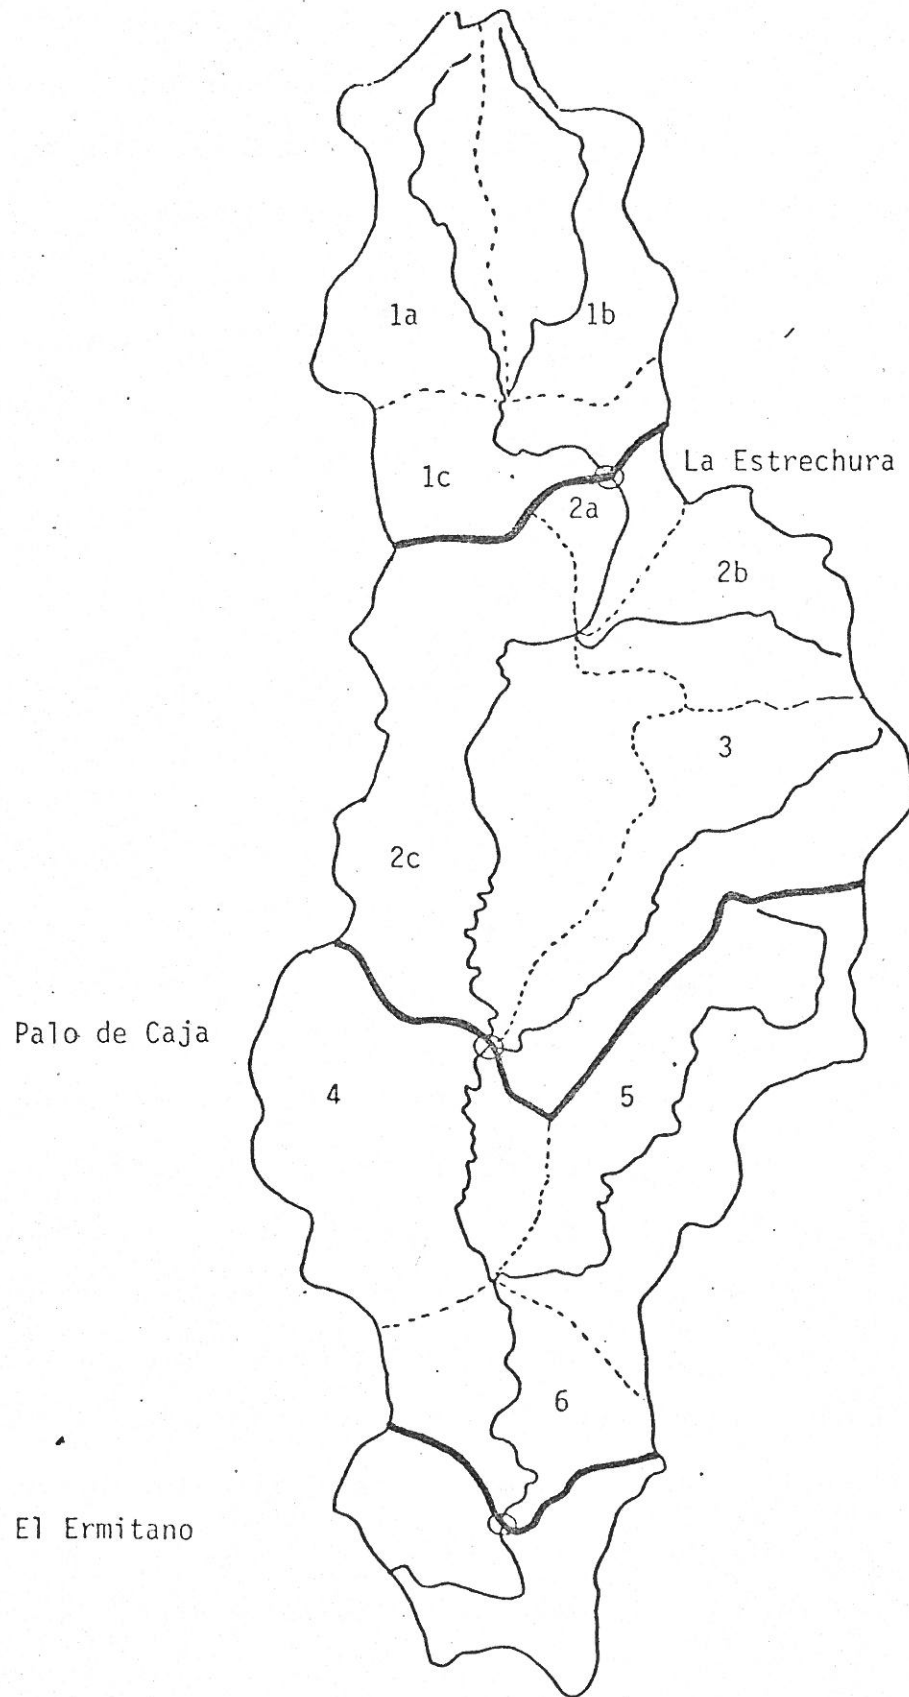 1a
1b
La Estrechura
1c
2a
2b
3
2c
Palo de Caja
4
5
6
El Ermitano